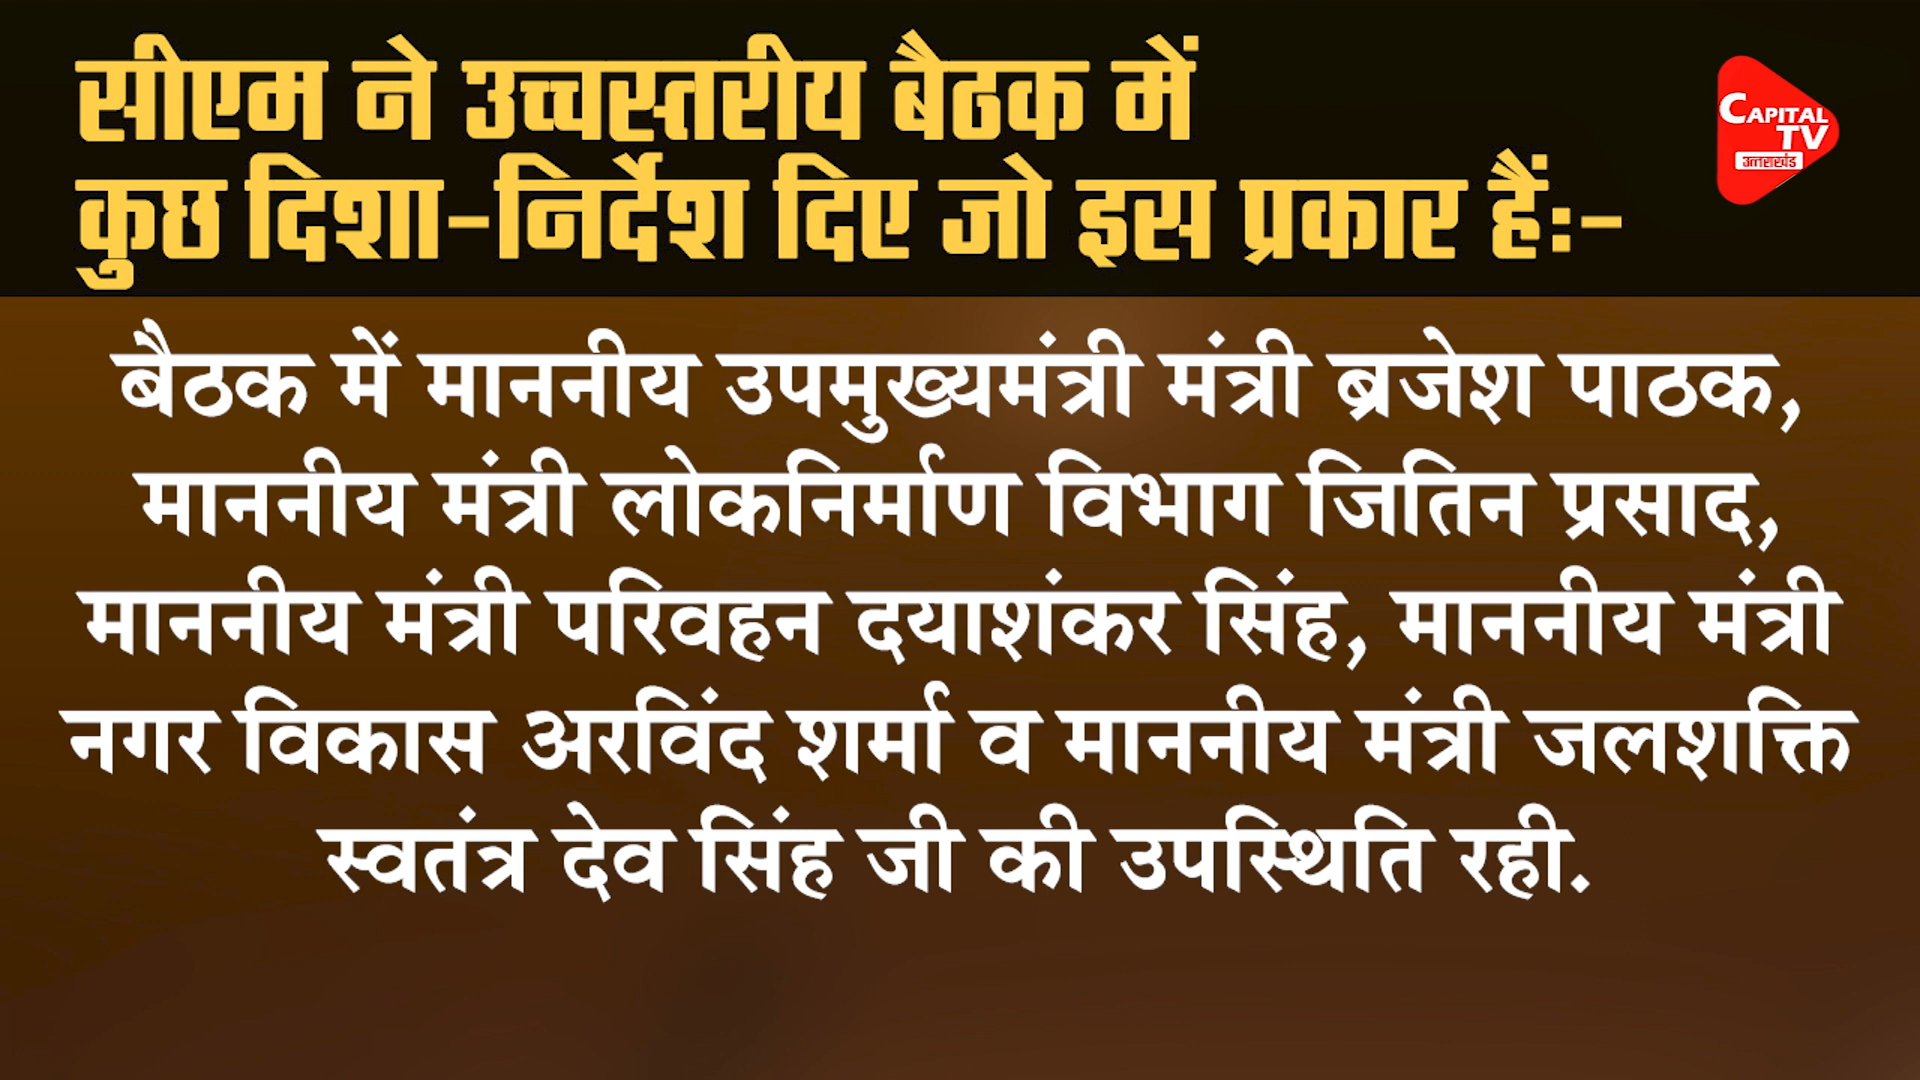 सीएम ने उच्चस्तरीय बैठक में
कुछ दिशा-निर्देश दिए जो इस प्रकार हैंः-
CAPITAL
TV
उत्तराखंड
बैठक में माननीय उपमुख्यमंत्री मंत्री ब्रजेश पाठक,
माननीय मंत्री लोकनिर्माण विभाग जितिन प्रसाद,
माननीय मंत्री परिवहन दयाशंकर सिंह, माननीय मंत्री
नगर विकास अरविंद शर्मा व माननीय मंत्री जलशक्ति
स्वतंत्र देव सिंह जी की उपस्थिति रही.